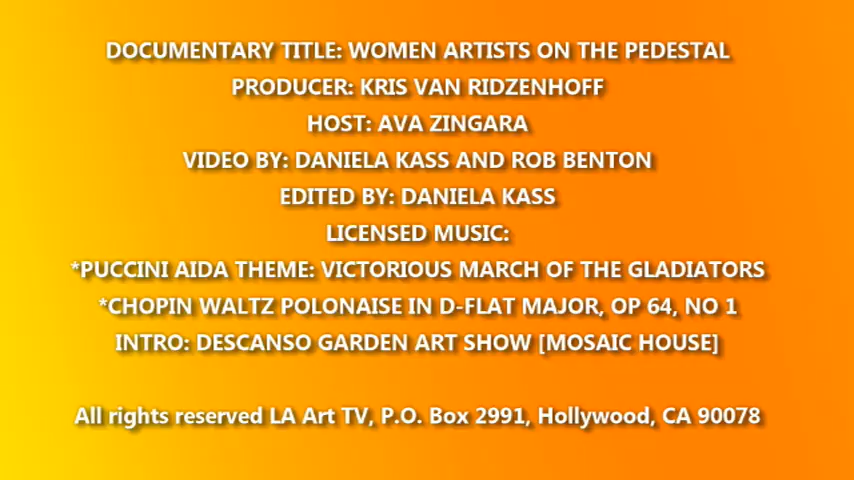 DOCUMENTARY TITLE: WOMEN ARTISTS ON THE PEDESTAL
PRODUCER: KRIS VAN RIDZENHOFF
HOST: AVA ZINGARA
VIDEO BY: DANIELA KASS AND ROB BENTON
EDITED BY: DANIELA KASS
LICENSED MUSIC:
*PUCCINI AIDA THEME: VICTORIOUS MARCH OF THE GLADIATORS
*CHOPIN WALTZ POLONAISE IN D-FLAT MAJOR, OP 64, NO 1
INTRO: DESCANSO GARDEN ART SHOW [MOSAIC HOUSE]
All rights reserved LA Art TV, P.O. Box 2991, Hollywood, CA 90078